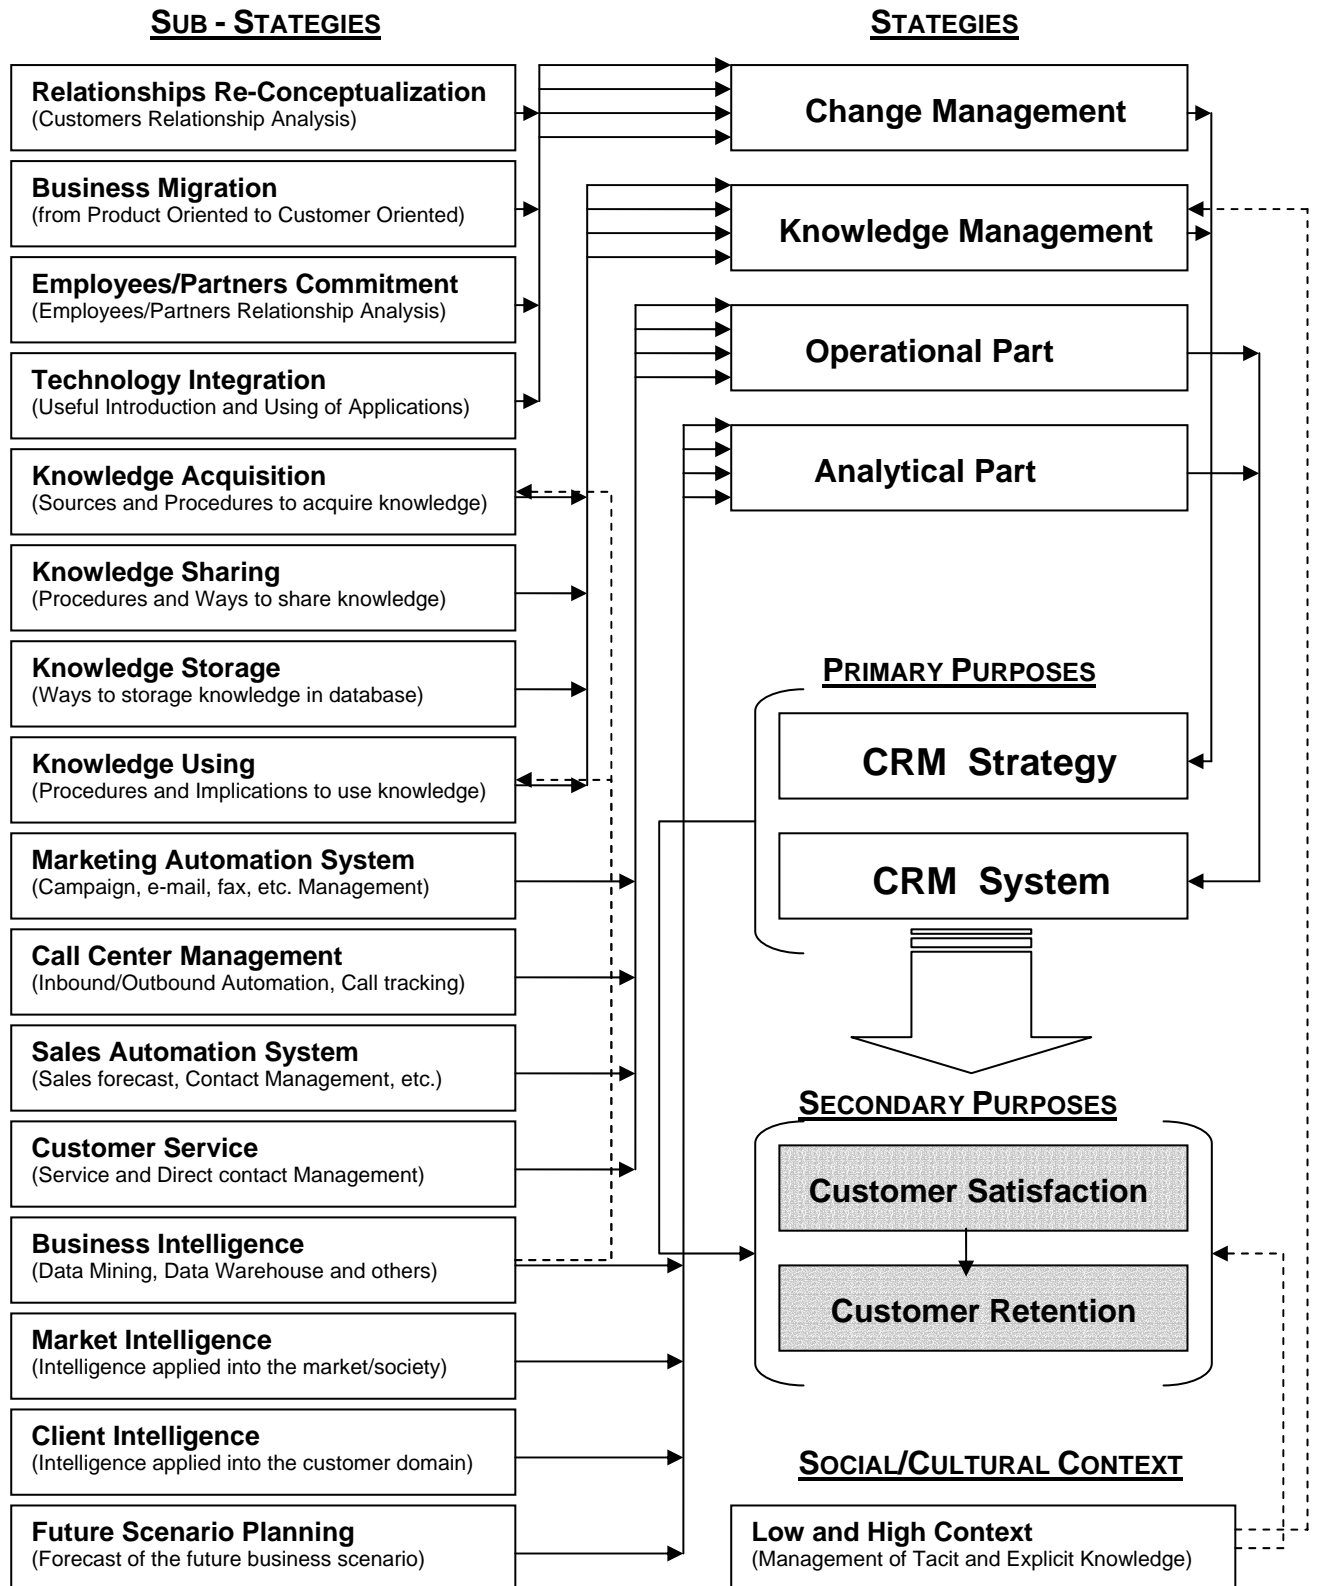 SUB - STATEGIES
Relationships Re-Conceptualization
(Customers Relationship Analysis)
Business Migration
(from Product Oriented to Customer Oriented)
Employees/Partners Commitment
(Employees/Partners Relationship Analysis)
Technology Integration
(Useful Introduction and Using of Applications)
Knowledge Acquisition
(Sources and Procedures to acquire knowledge)
Knowledge Sharing
(Procedures and Ways to share knowledge)
Knowledge Storage
(Ways to storage knowledge in database)
Knowledge Using
(Procedures and Implications to use knowledge)
Marketing Automation System
(Campaign, e-mail, fax, etc. Management)
Call Center Management
(Inbound/Outbound Automation, Call tracking)
Sales Automation System
(Sales forecast, Contact Management, etc.)
Customer Service
(Service and Direct contact Management)
Business Intelligence
(Data Mining, Data Warehouse and others)
Market Intelligence
(Intelligence applied into the market/society)
Client Intelligence
(Intelligence applied into the customer domain)
Future Scenario Planning
(Forecast of the future business scenario)
STATEGIES
Change Management
Knowledge Management
Operational Part
Analytical Part
PRIMARY PURPOSES
CRM Strategy
CRM System
SECONDARY PURPOSES
Customer Satisfaction
Customer Retention
SOCIAL/CULTURAL CONTEXT
Low and High Context
(Management of Tacit and Explicit Knowledge)